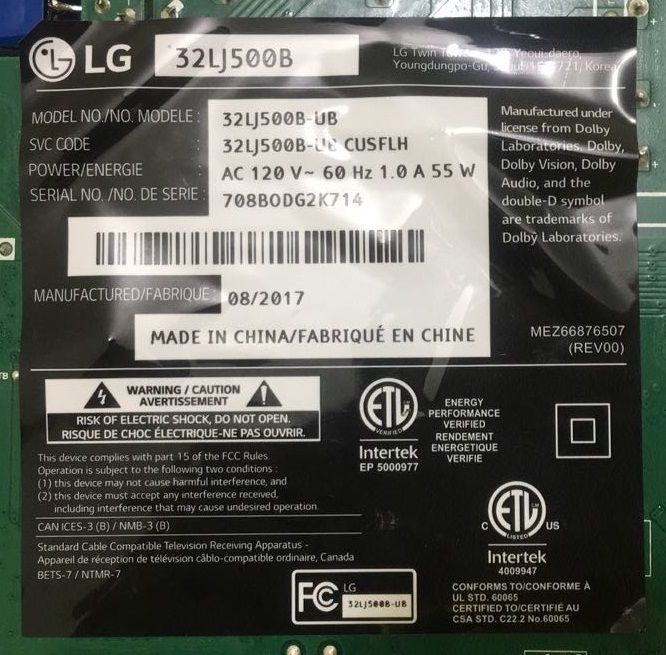 LG 32LJ500B
LG Twin
Youngdungpo-Gu, Korea
MODEL NO./NO. MODELE : 32LJ500B-UB
SVC CODE 32LJ500B-UB CUSFLH
POWER/ENERGIE : AC 120 V~ 60 Hz 1.0 A 55 W
SERIAL NO. /NO. DE SERIE : 708BODG2K714
Manufactured under
license from Dolby
Laboratories. Dolby,
Dolby Vision, Dolby
Audio, and the
double-D symbol
are trademarks of
Dolby Laboratories.
MANUFACTURED/FABRIQUE : 08/2017
MADE IN CHINA/FABRIQUÉ EN CHINE
MEZ66876507
(REV00)
WARNING / CAUTION
AVERTISSEMENT
RISK OF ELECTRIC SHOCK, DO NOT OPEN.
RISQUE DE CHOC ÉLECTRIQUE-NE PAS OUVRIR.
This device complies with part 15 of the FCC Rules.
Operation is subject to the following two conditions :
(1) this device may not cause harmful interference, and
(2) this device must accept any interference received,
including interference that may cause undesired operation.
CAN ICES-3 (B) / NMB-3 (B)
Standard Cable Compatible Television Receiving Apparatus -
Appareil de réception de télévision câblo-compatible ordinaire, Canada
BETS-7 / NTMR-7
ETL
VERIFIED
Intertek
EP 5000977
ENERGY
PERFORMANCE
VERIFIED
RENDEMENT
ENERGETIQUE
VERIFIE
C ETL US
LISTED
Intertek
4009947
FC LG
32LJ500B-UB
CONFORMS TO/CONFORME À
UL STD. 60065
CERTIFIED TO/CERTIFIÉ AU
CSA STD. C22.2 No.60065